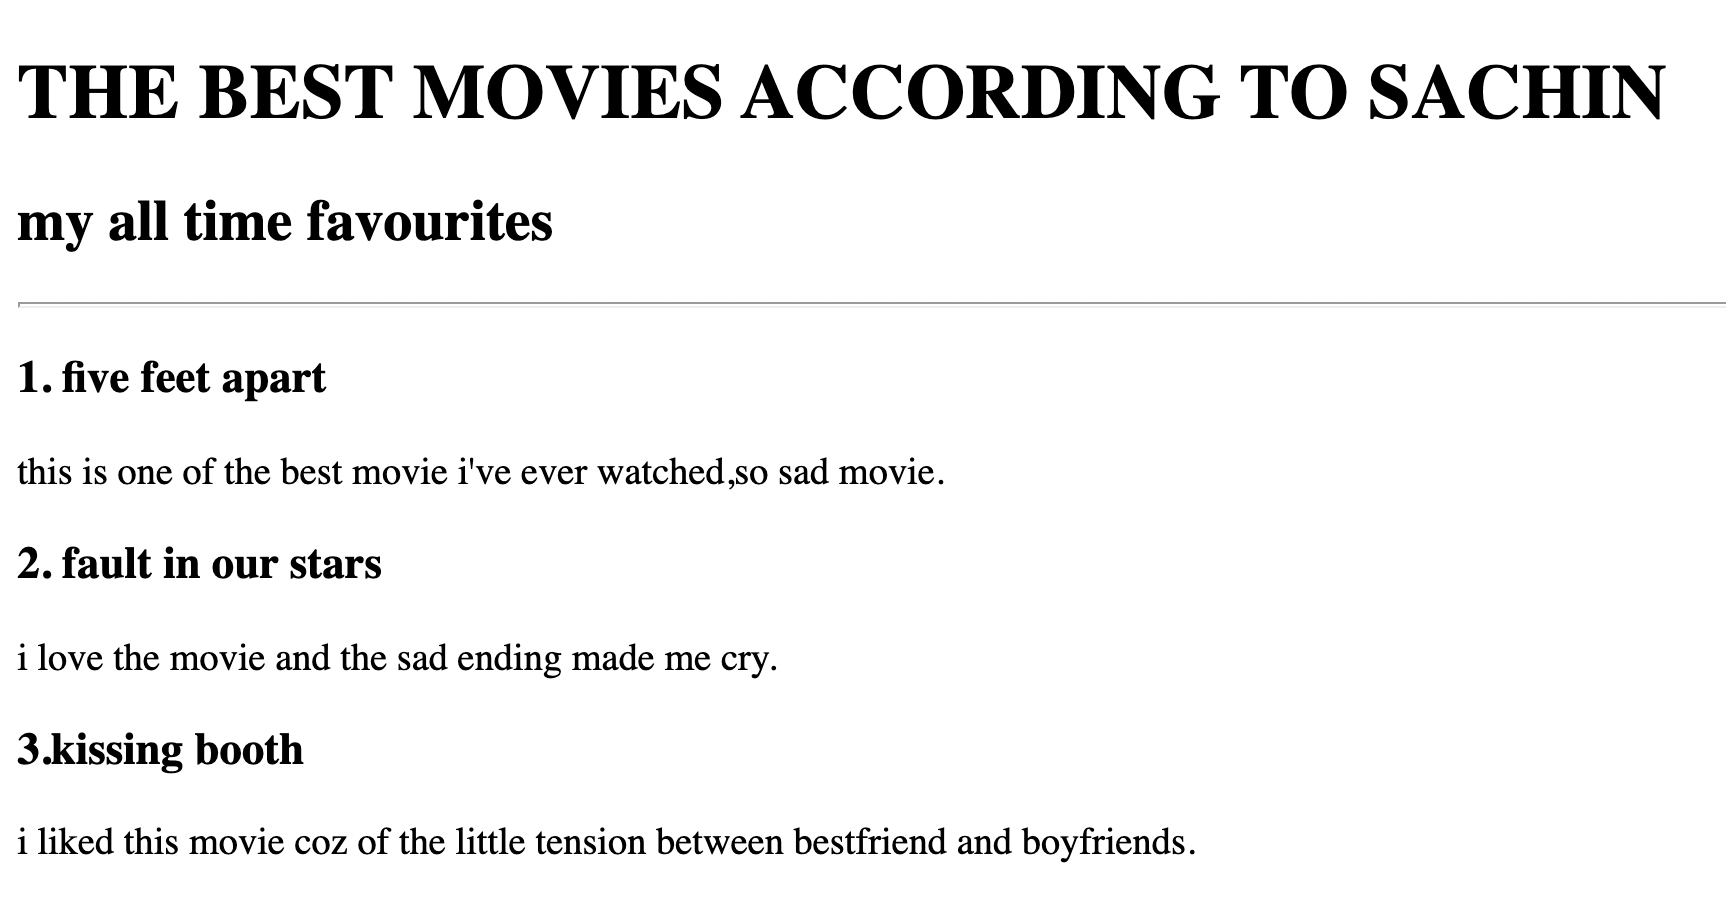 THE BEST MOVIES ACCORDING TO SACHIN
my all time favourites
1. five feet apart
this is one of the best movie i've ever watched,so sad movie.
2. fault in our stars
i love the movie and the sad ending made me cry.
3.kissing booth
i liked this movie coz of the little tension between bestfriend and boyfriends.